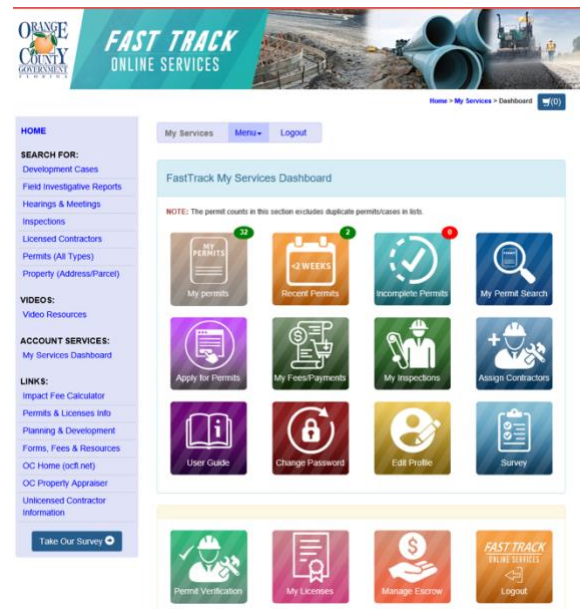 ORANGE
COUNTY
GOVERNMENT
FLORIDA
FAST TRACK
ONLINE SERVICES
Home > My Services > Dashboard
(0)
HOME
SEARCH FOR:
Development Cases
Field Investigative Reports
Hearings & Meetings
Inspections
Licensed Contractors
Permits (All Types)
Property (Address/Parcel)
VIDEOS:
Video Resources
ACCOUNT SERVICES:
My Services Dashboard
LINKS:
Impact Fee Calculator
Permits & Licenses Info
Planning & Development
Forms, Fees & Resources
OC Home (ocfl.net)
OC Property Appraiser
Unlicensed Contractor
Information
Take Our Survey
My Services Menu Logout
FastTrack My Services Dashboard
NOTE: The permit counts in this section excludes duplicate permits/cases in lists.
32
MY
PERMITS
My permits
2
<2 WEEKS
Recent Permits
0
Incomplete Permits
My Permit Search
Apply for Permits
My Fees/Payments
My Inspections
Assign Contractors
User Guide
Change Password
Edit Profile
Survey
Permit Verification
My Licenses
Manage Escrow
FAST TRACK
ONLINE SERVICES
Logout